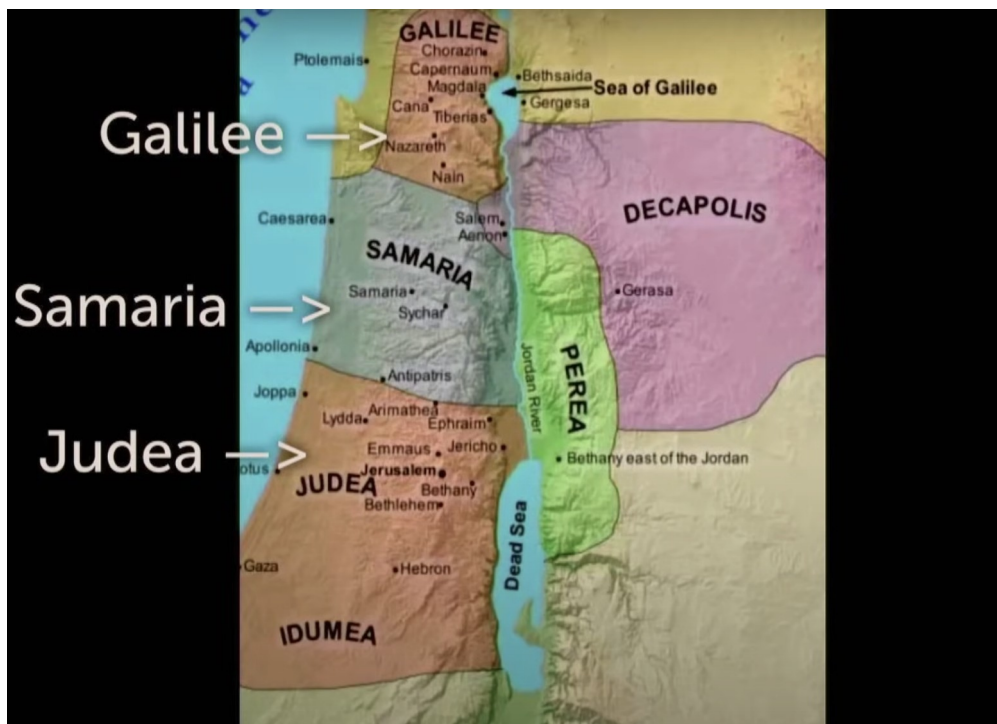 GALILEE
Ptolemais
Chorazin
Capernaum
Bethsaida
Magdala
Sea of Galilee
Cana
Gergesa
Tiberias
Galilee –>
Nazareth
Nain
DECAPOLIS
Caesarea
Salem
Aenon
SAMARIA
Samaria
Gerasa
Samaria –>
Sychar
Apollonia
Jordan River
PEREA
Antipatris
Joppa
Arimathea
Lydda
Ephraim
Judea –>
Emmaus
Jericho
Bethany east of the Jordan
otus
Jerusalem
JUDEA
Bethany
Bethlehem
Dead Sea
Gaza
Hebron
IDUMEA